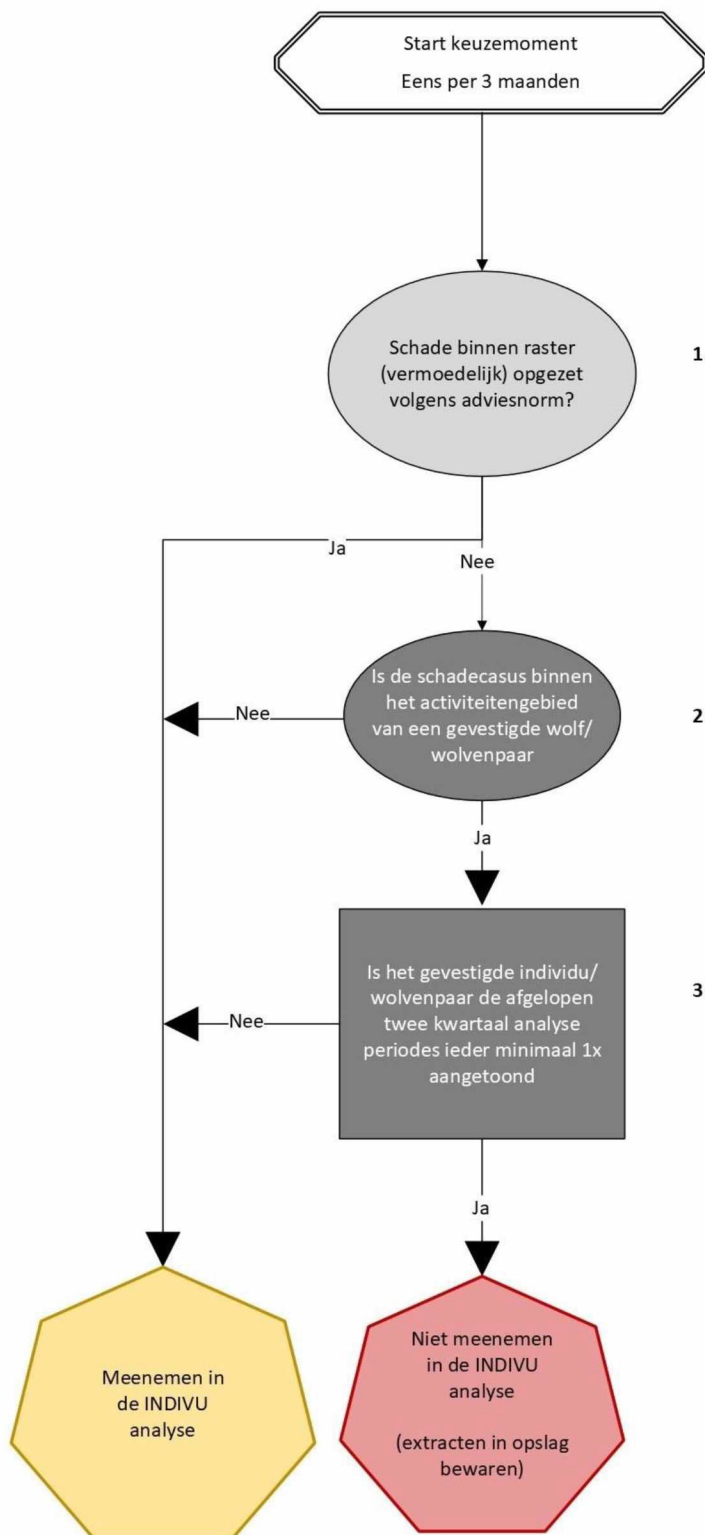 Start keuzemoment
Eens per 3 maanden
Schade binnen raster
(vermoedelijk) opgezet
volgens adviesnorm?
1
Ja
Nee
Is de schadecasus binnen
het activiteitengebied
van een gevestigde wolf/
wolvenpaar
2
Nee
Ja
Is het gevestigde individu/
wolvenpaar de afgelopen
twee kwartaal analyse
periodes ieder minimaal 1x
aangetoond
3
Nee
Ja
Meenemen in
de INDIVU
analyse
Niet meenemen
in de INDIVU
analyse
(extracten in opslag
bewaren)